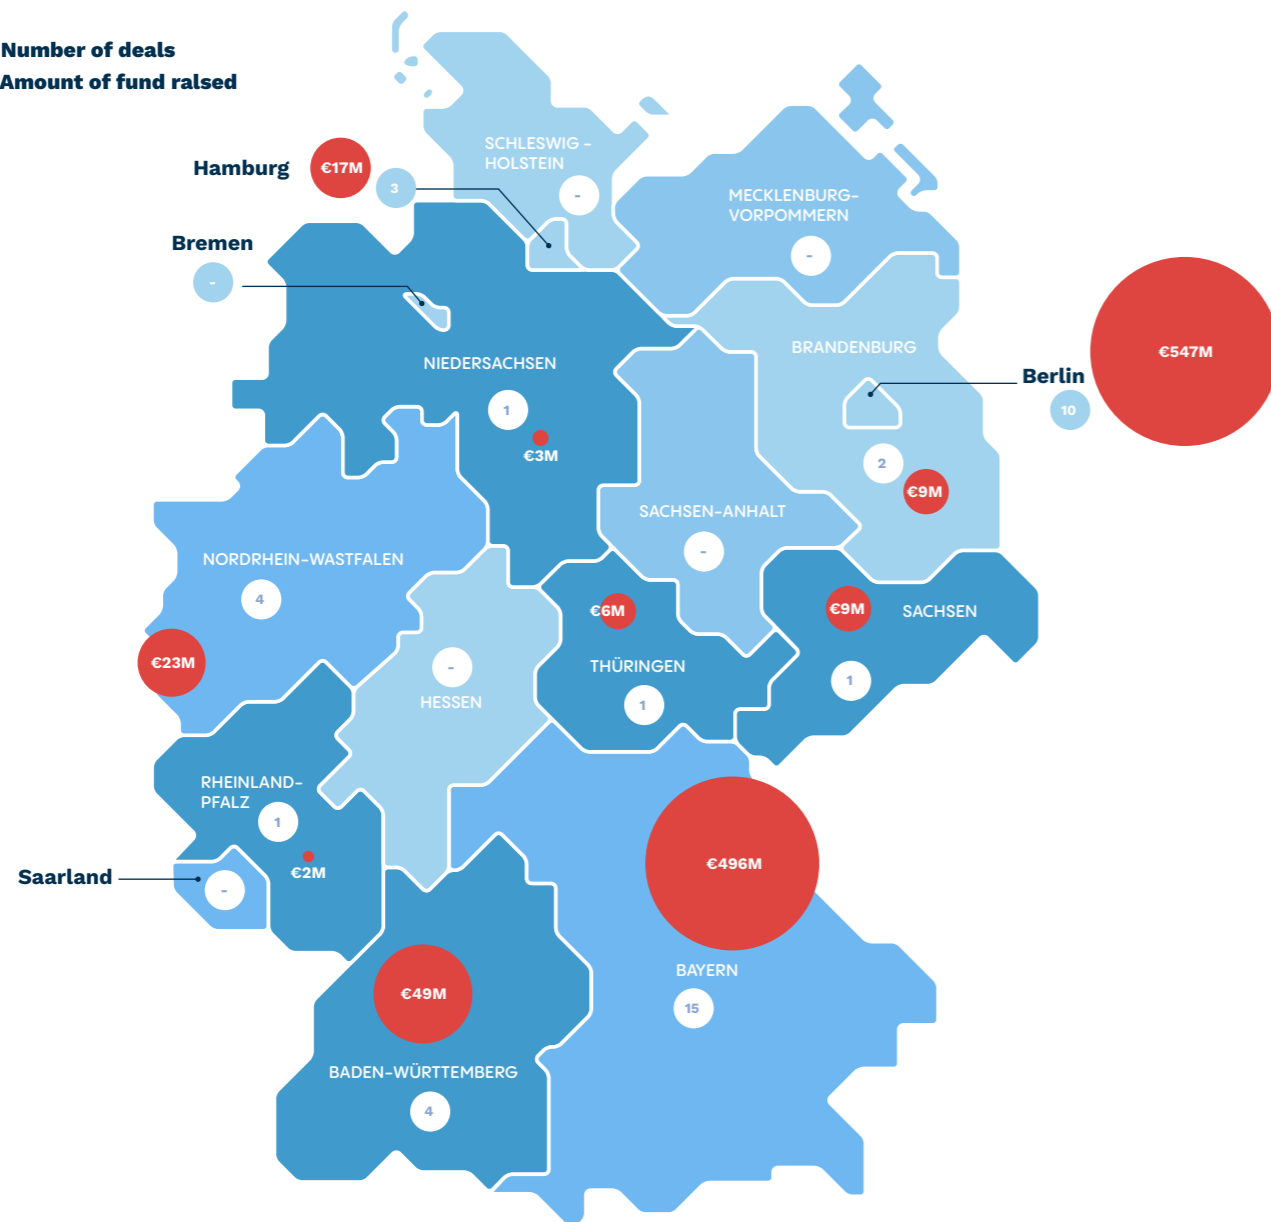 Number of deals
Amount of fund ralsed
SCHLESWIG -
HOLSTEIN
-
Hamburg
€17M
3
MECKLENBURG-
VORPOMMERN
-
Bremen
-
NIEDERSACHSEN
1
€3M
BRANDENBURG
2
€9M
Berlin
10
€547M
SACHSEN-ANHALT
-
NORDRHEIN-WASTFALEN
4
€23M
HESSEN
-
€6M
THÜRINGEN
1
€9M
SACHSEN
1
RHEINLAND-
PFALZ
1
€2M
Saarland
-
€496M
BAYERN
15
€49M
BADEN-WÜRTTEMBERG
4